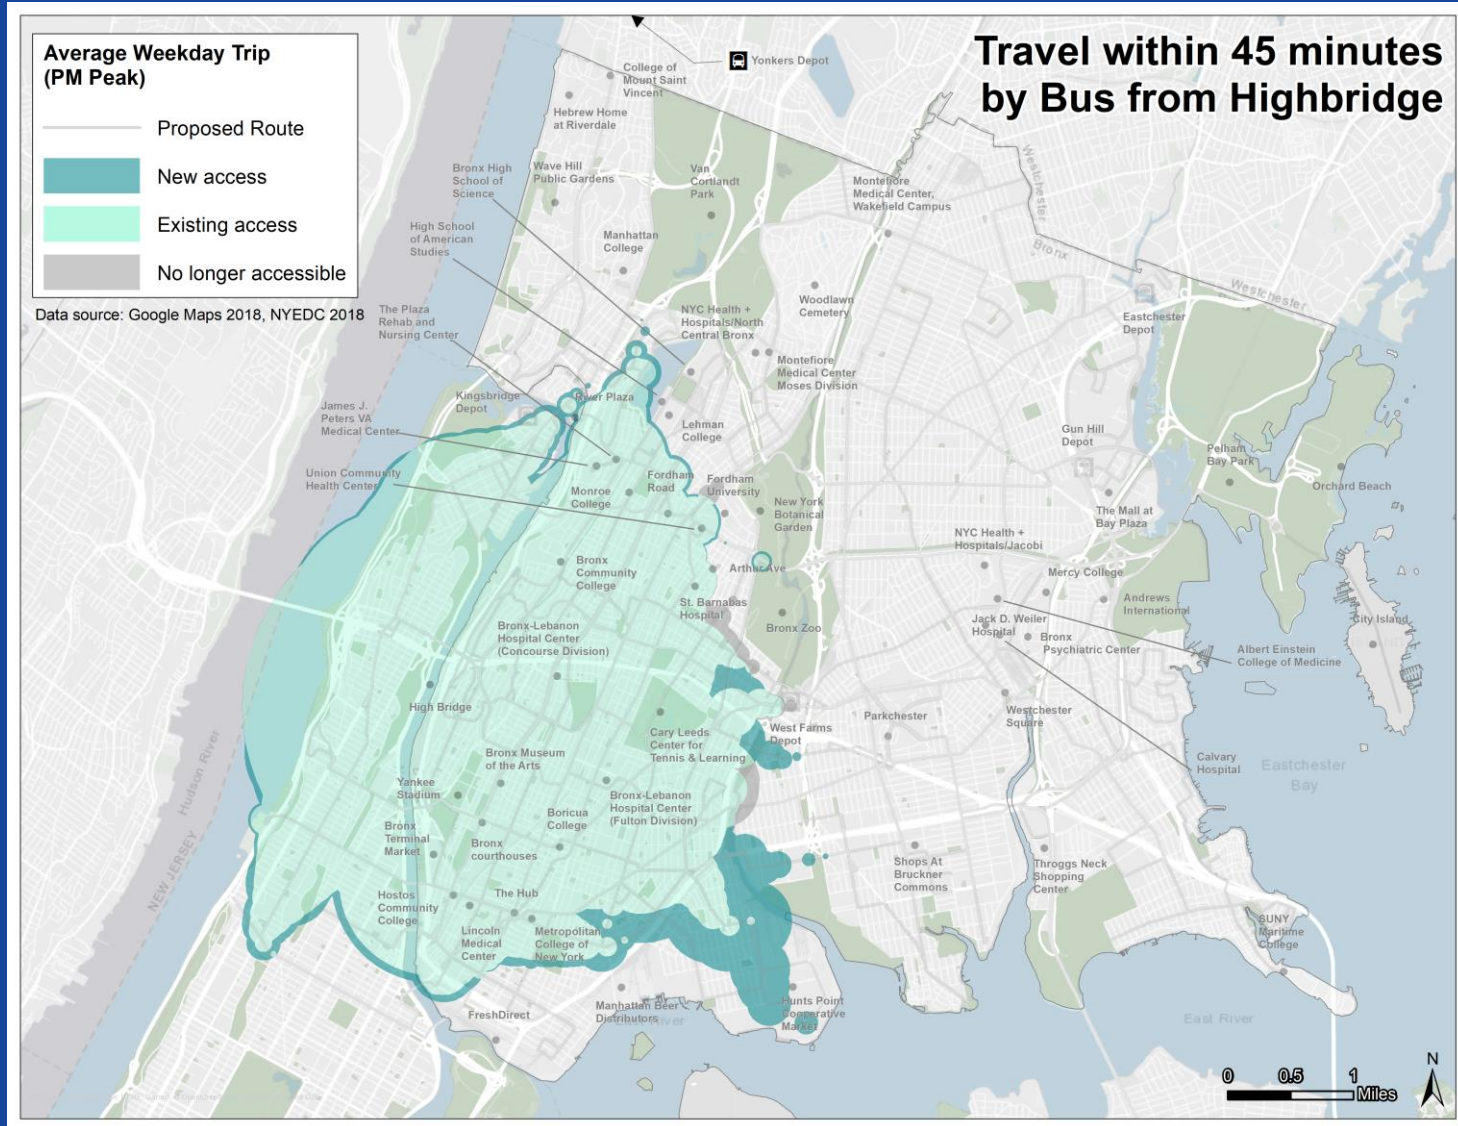 Travel within 45 minutes
by Bus from Highbridge
Average Weekday Trip
(PM Peak)
Proposed Route
New access
Existing access
No longer accessible
Data source: Google Maps 2018, NYEDC 2018
Yonkers Depot
College of
Mount Saint
Vincent
Hebrew Home
at Riverdale
Bronx High
School of
Science
Wave Hill
Public Gardens
Van
Cortlandt
Park
Montefiore
Medical Center,
Wakefield Campus
Westchester
Bronx
Westchester
High School
of American
Studies
Manhattan
College
The Plaza
Rehab and
Nursing Center
NYC Health +
Hospitals/North
Central Bronx
Woodlawn
Cemetery
Eastchester
Depot
Montefiore
Medical Center
Moses Division
Kingsbridge
Depot
River Plaza
James J.
Peters VA
Medical Center
Lehman
College
Gun Hill
Depot
Pelham
Bay Park
Orchard Beach
Union Community
Health Center
Monroe
College
Fordham
Road
Fordham
University
New York
Botanical
Garden
The Mall at
Bay Plaza
NYC Health +
Hospitals/Jacobi
Bronx
Community
College
Arthur Ave
Mercy College
Andrews
International
St. Barnabas
Hospital
Bronx Zoo
Jack D. Weiler
Hospital
Bronx
Psychiatric Center
City Island
Albert Einstein
College of Medicine
Bronx-Lebanon
Hospital Center
(Concourse Division)
High Bridge
Cary Leeds
Center for
Tennis & Learning
West Farms
Depot
Parkchester
Westchester
Square
Calvary
Hospital
Eastchester
Bay
Hudson River
NEW JERSEY
Bronx Museum
of the Arts
Yankee
Stadium
Bronx-Lebanon
Hospital Center
(Fulton Division)
Boricua
College
Bronx
Terminal
Market
Bronx
courthouses
Shops At
Bruckner
Commons
Throggs Neck
Shopping
Center
Hostos
Community
College
The Hub
Lincoln
Medical
Center
Metropolitan
College of
New York
SUNY
Maritime
College
FreshDirect
Manhattan Beer
Distributors
River
Hunts Point
Cooperative
Market
East River
0 0.5 1
Miles
N